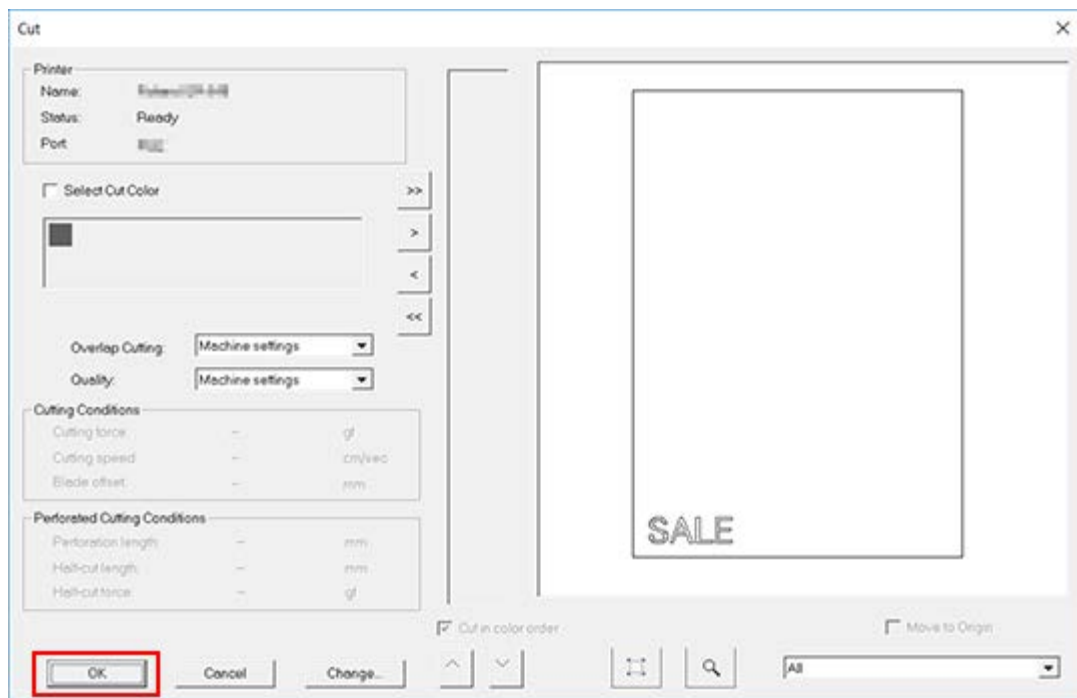 Cut
Printer
Name:
Status: Ready
Port
Select Cut Color
>>
>
<
<<
Overlap Cutting: Machine settings
Quality: Machine settings
Cutting Conditions
Cutting force: -- gf
Cutting speed: -- cm/sec
Blade offset: -- mm
Perforated Cutting Conditions
Perforation length: -- mm
Half-cut length: -- mm
Half-cut force: -- gf
SALE
Cut in color order
Move to Origin
OK
Cancel
Change...
All